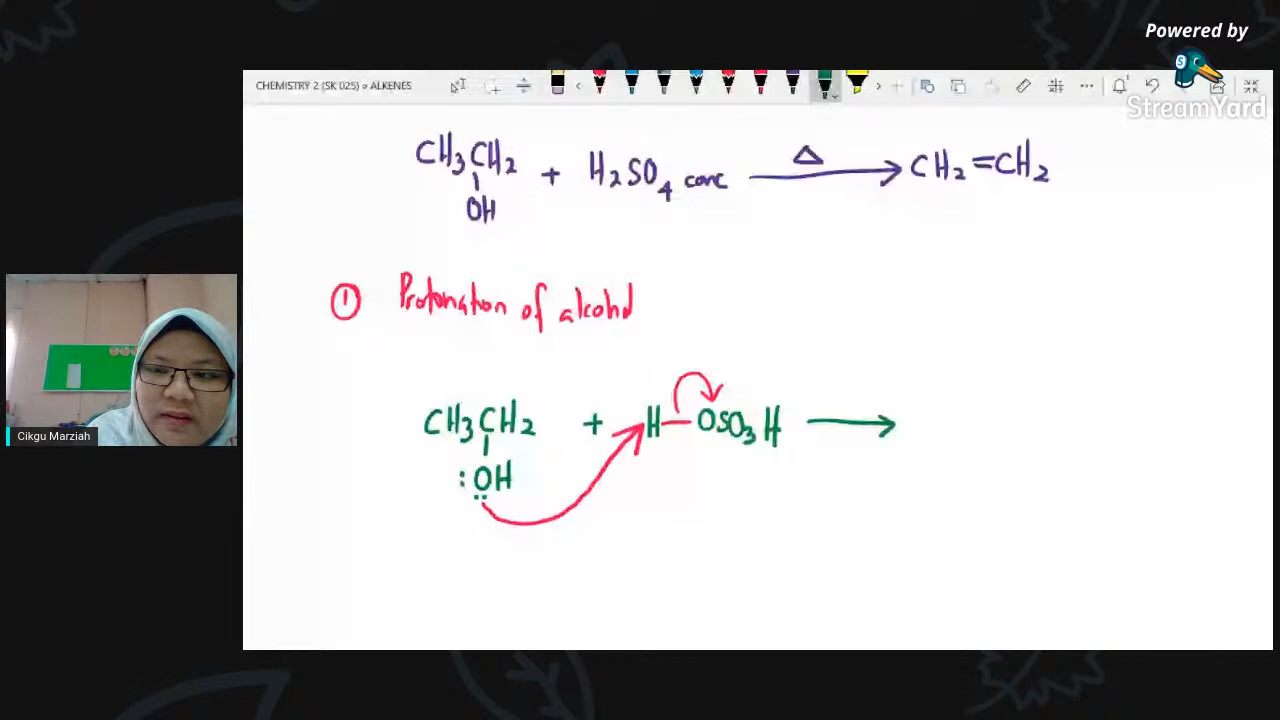 Powered by
StreamYard
CHEMISTRY 2 (SK 025) » ALKENES
CH₃CH₂ + H₂SO₄ conc Δ → CH₂=CH₂
OH
① Protonation of alcohol
CH₃CH₂ + H—OSO₃H →
:OH
Cikgu Marziah